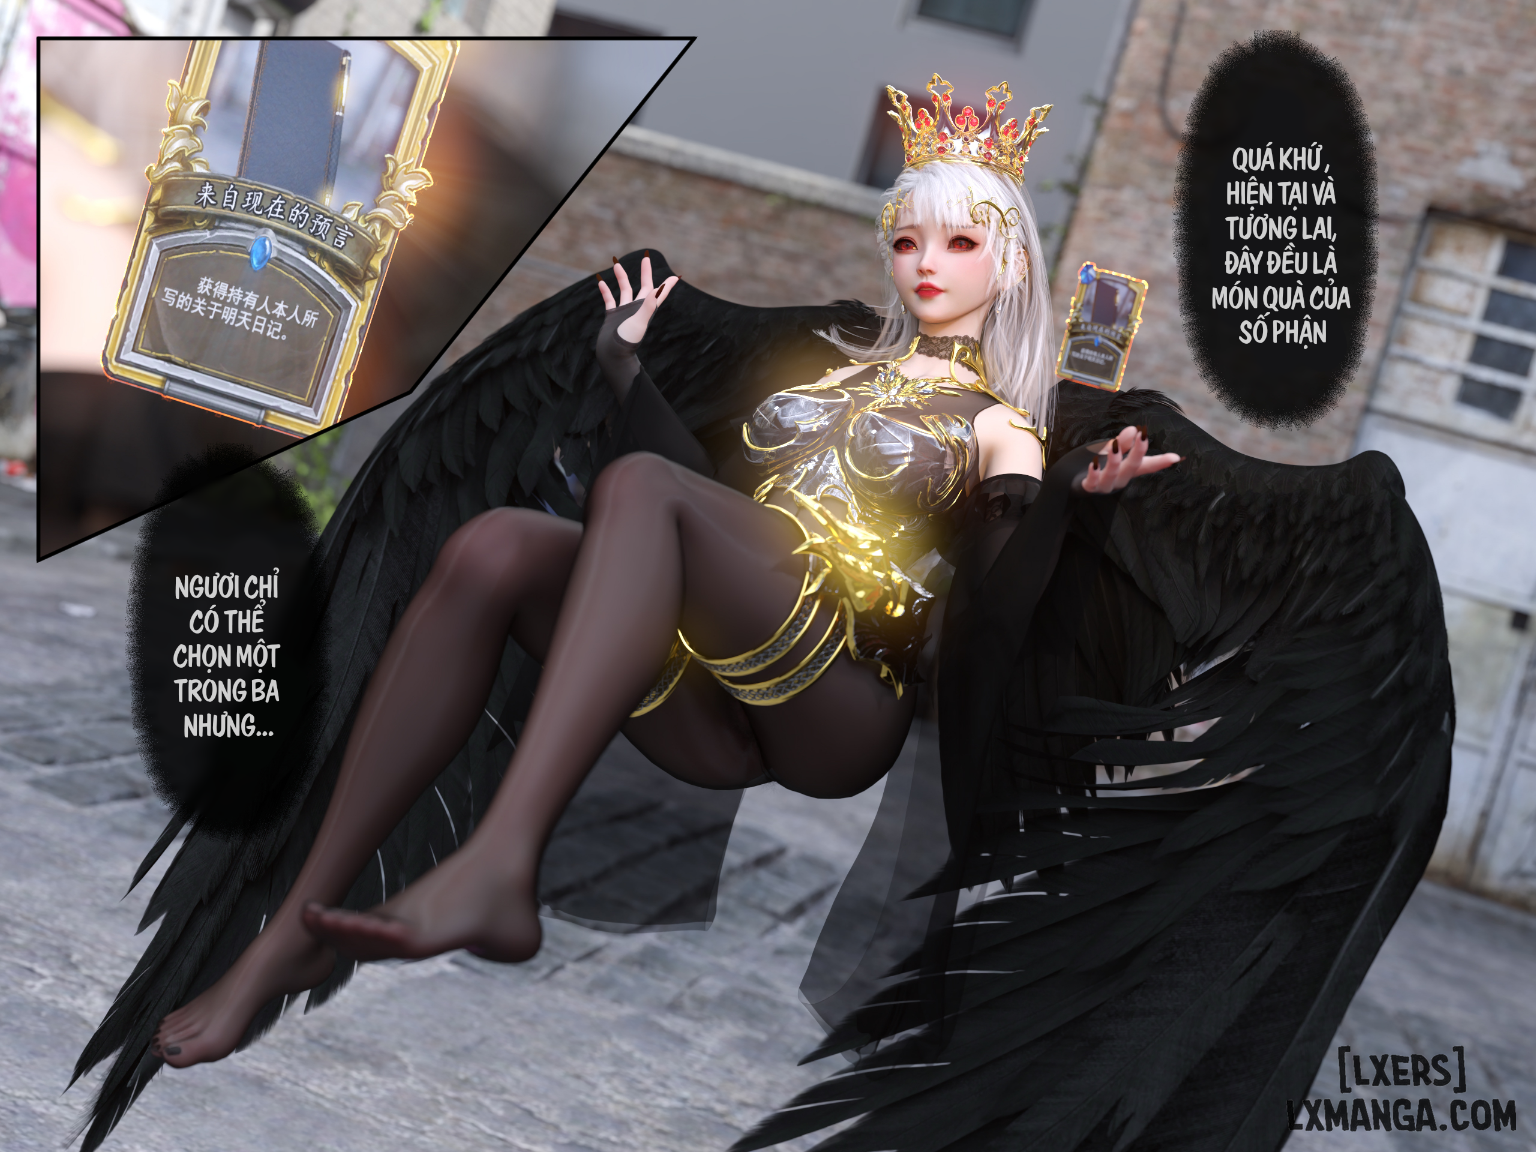 来自现在的预言
获得持有人本人所
写的关于明天日记。
QUÁ KHỨ,
HIỆN TẠI VÀ
TƯƠNG LAI,
ĐÂY ĐỀU LÀ
MÓN QUÀ CỦA
SỐ PHẬN
NGƯƠI CHỈ
CÓ THỂ
CHỌN MỘT
TRONG BA
NHƯNG...
[LXERS]
LXMANGA.COM